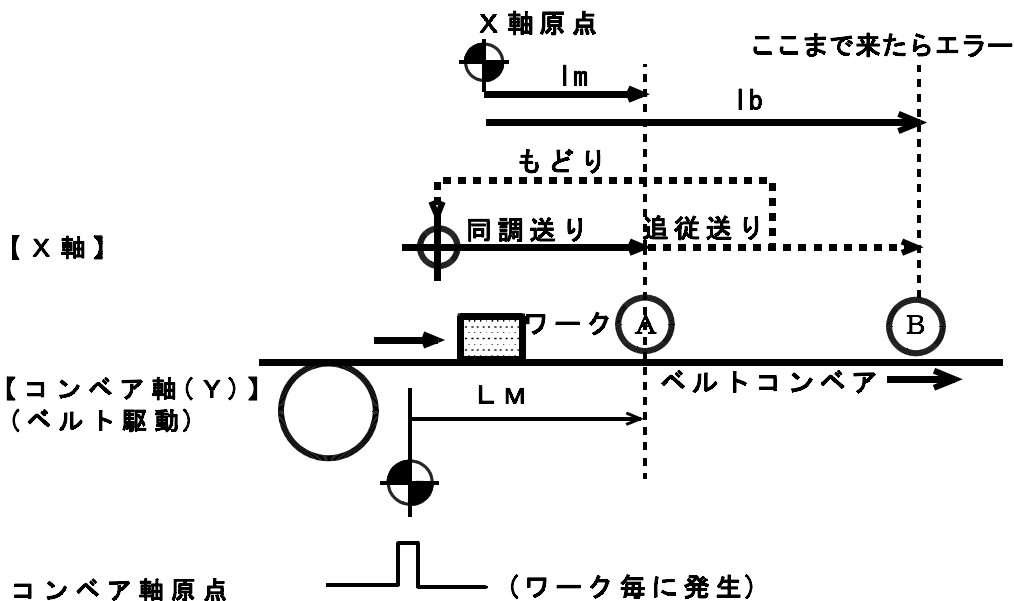 X軸原点
ここまで来たらエラー
lm
lb
もどり
同調送り
追従送り
【X軸】
ワーク
A
B
【コンベア軸(Y)】
(ベルト駆動)
ベルトコンベア
LM
コンベア軸原点
(ワーク毎に発生)